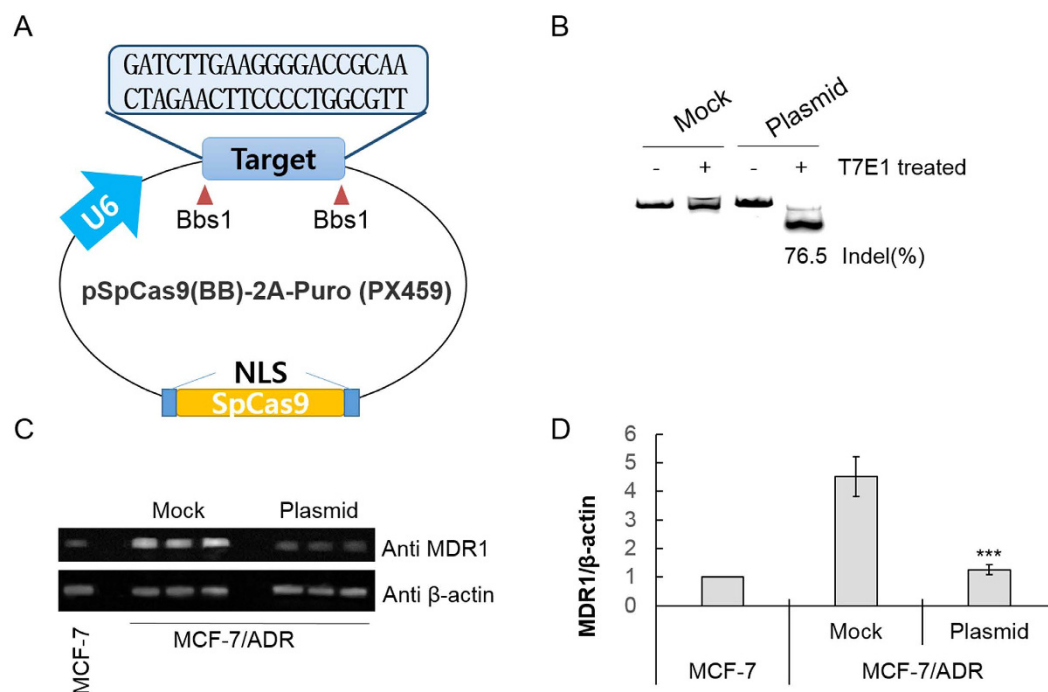 A
GATCTTGAAGGGGACCGCAA
CTAGAACTTCCCCTGGCGTT
Target
U6
Bbs1 Bbs1
pSpCas9(BB)-2A-Puro (PX459)
NLS
SpCas9
B
Mock Plasmid
- + - + T7E1 treated
76.5 Indel(%)
C
Mock Plasmid
Anti MDR1
Anti β-actin
MCF-7
MCF-7/ADR
D
MDR1/β-actin
6
5
4
3
2
1
0
***
Mock Plasmid
MCF-7 MCF-7/ADR